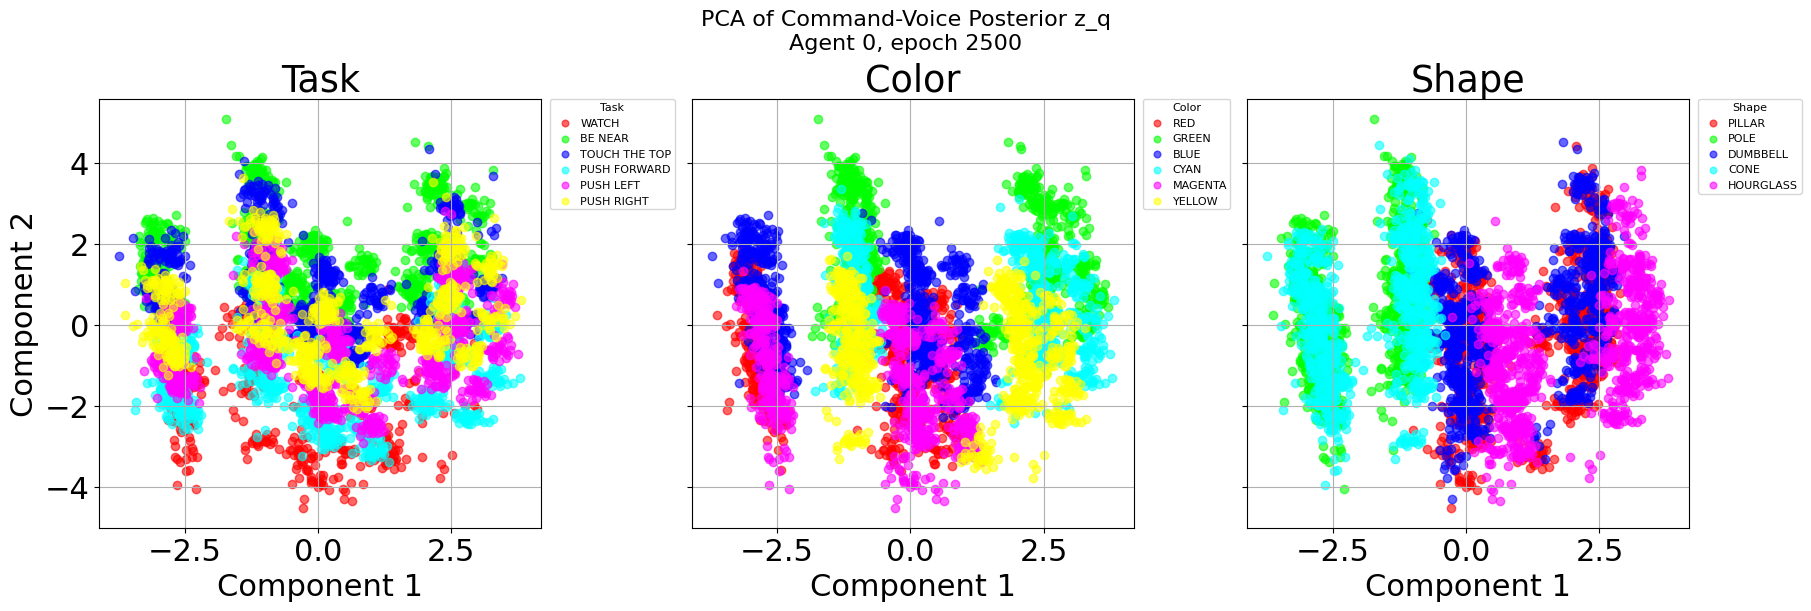 PCA of Command-Voice Posterior z_q
Agent 0, epoch 2500
Task
Color
Shape
Task
WATCH
BE NEAR
TOUCH THE TOP
PUSH FORWARD
PUSH LEFT
PUSH RIGHT
Color
RED
GREEN
BLUE
CYAN
MAGENTA
YELLOW
Shape
PILLAR
POLE
DUMBBELL
CONE
HOURGLASS
Component 2
4
2
0
−2
−4
−2.5 0.0 2.5
−2.5 0.0 2.5
−2.5 0.0 2.5
Component 1
Component 1
Component 1